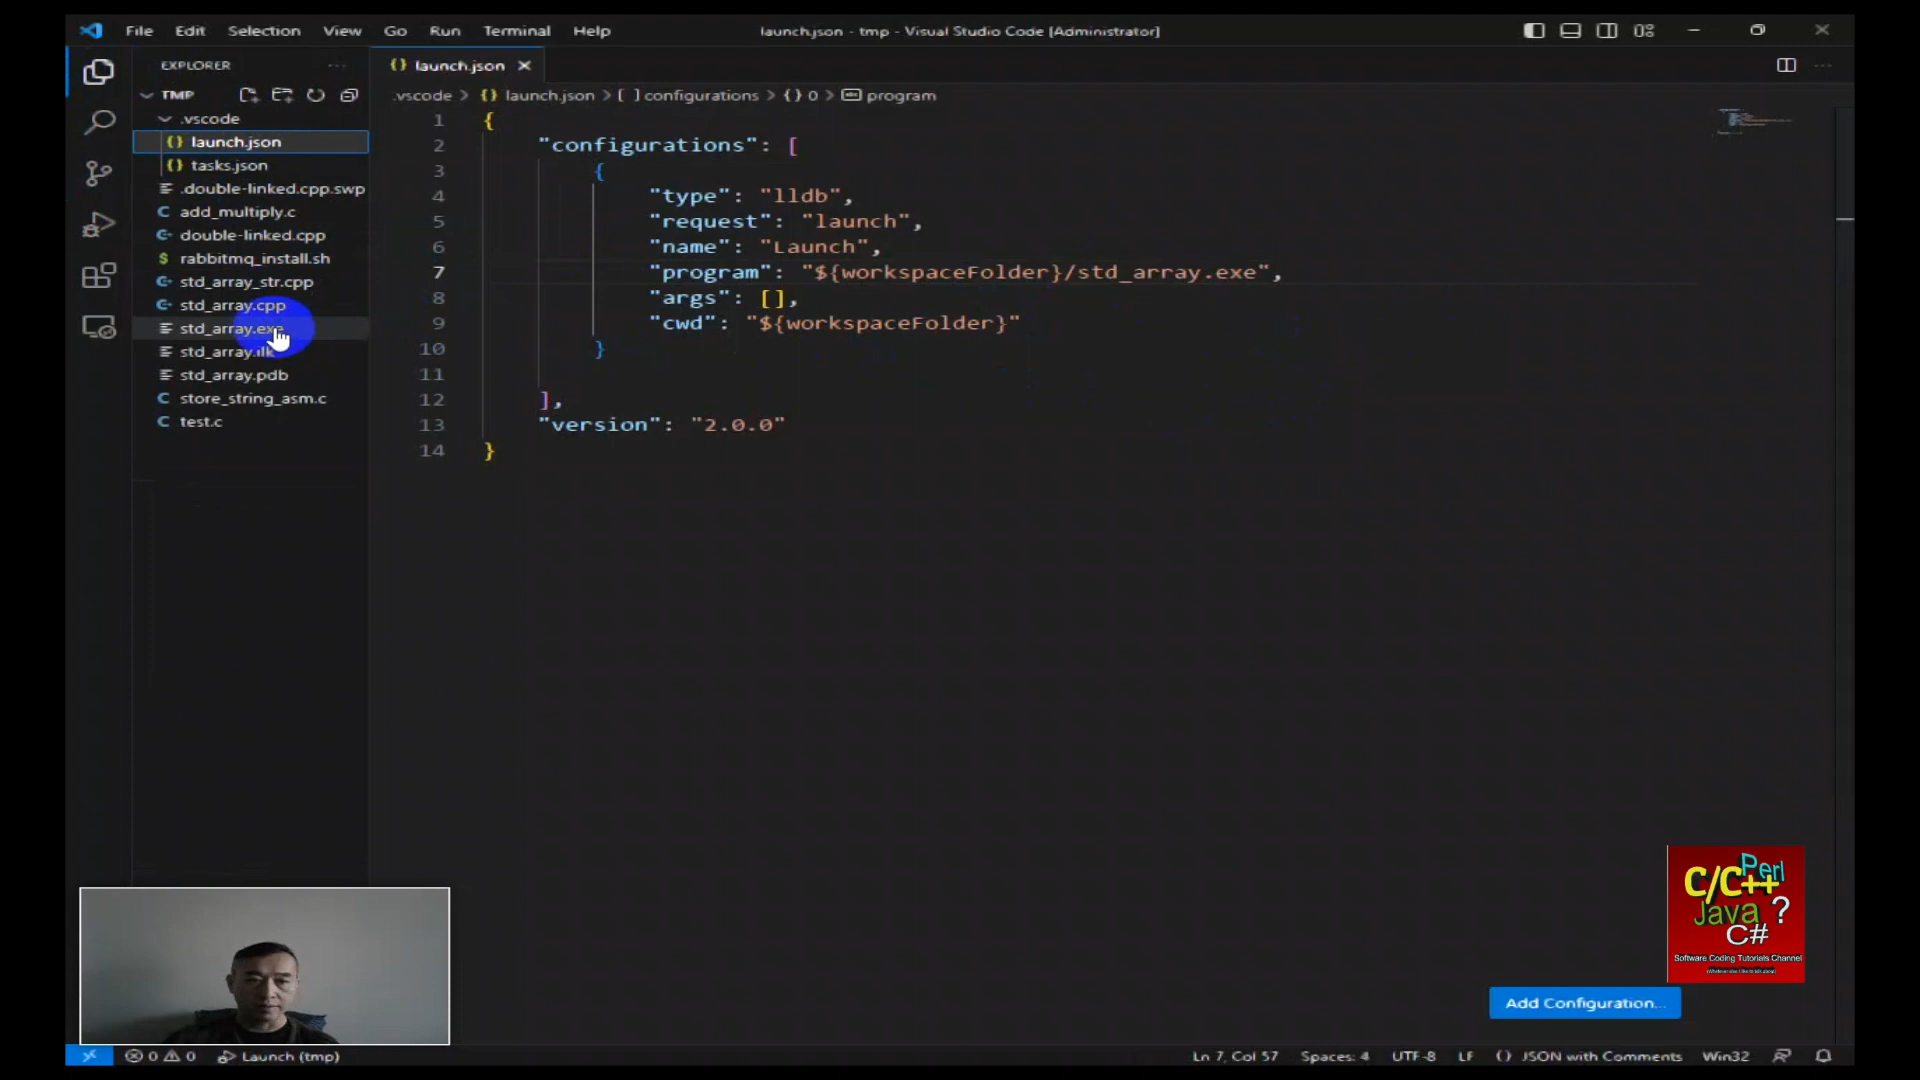 File Edit Selection View Go Run Terminal Help
launch.json - tmp - Visual Studio Code [Administrator]
EXPLORER
launch.json
TMP
.vscode > launch.json > [ ] configurations > { } 0 > program
.vscode
launch.json
tasks.json
.double-linked.cpp.swp
add_multiply.c
double-linked.cpp
rabbitmq_install.sh
std_array_str.cpp
std_array.cpp
std_array.exe
std_array.ilk
std_array.pdb
store_string_asm.c
test.c
1 {
2 "configurations": [
3 {
4 "type": "lldb",
5 "request": "launch",
6 "name": "Launch",
7 "program": "${workspaceFolder}/std_array.exe",
8 "args": [],
9 "cwd": "${workspaceFolder}"
10 }
11
12 ],
13 "version": "2.0.0"
14 }
Perl
C/C++
Java ?
C#
Software Coding Tutorials Channel
Add Configuration...
0 0 Launch (tmp)
Ln 7, Col 57 Spaces: 4 UTF-8 LF { } JSON with Comments Win32